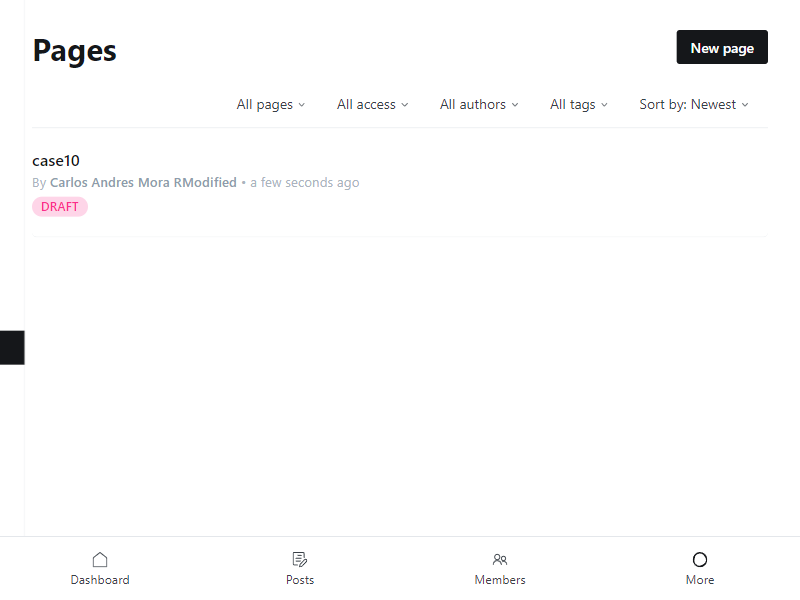 Pages
New page
All pages
All access
All authors
All tags
Sort by: Newest
case10
By Carlos Andres Mora RModified • a few seconds ago
DRAFT
Dashboard
Posts
Members
More